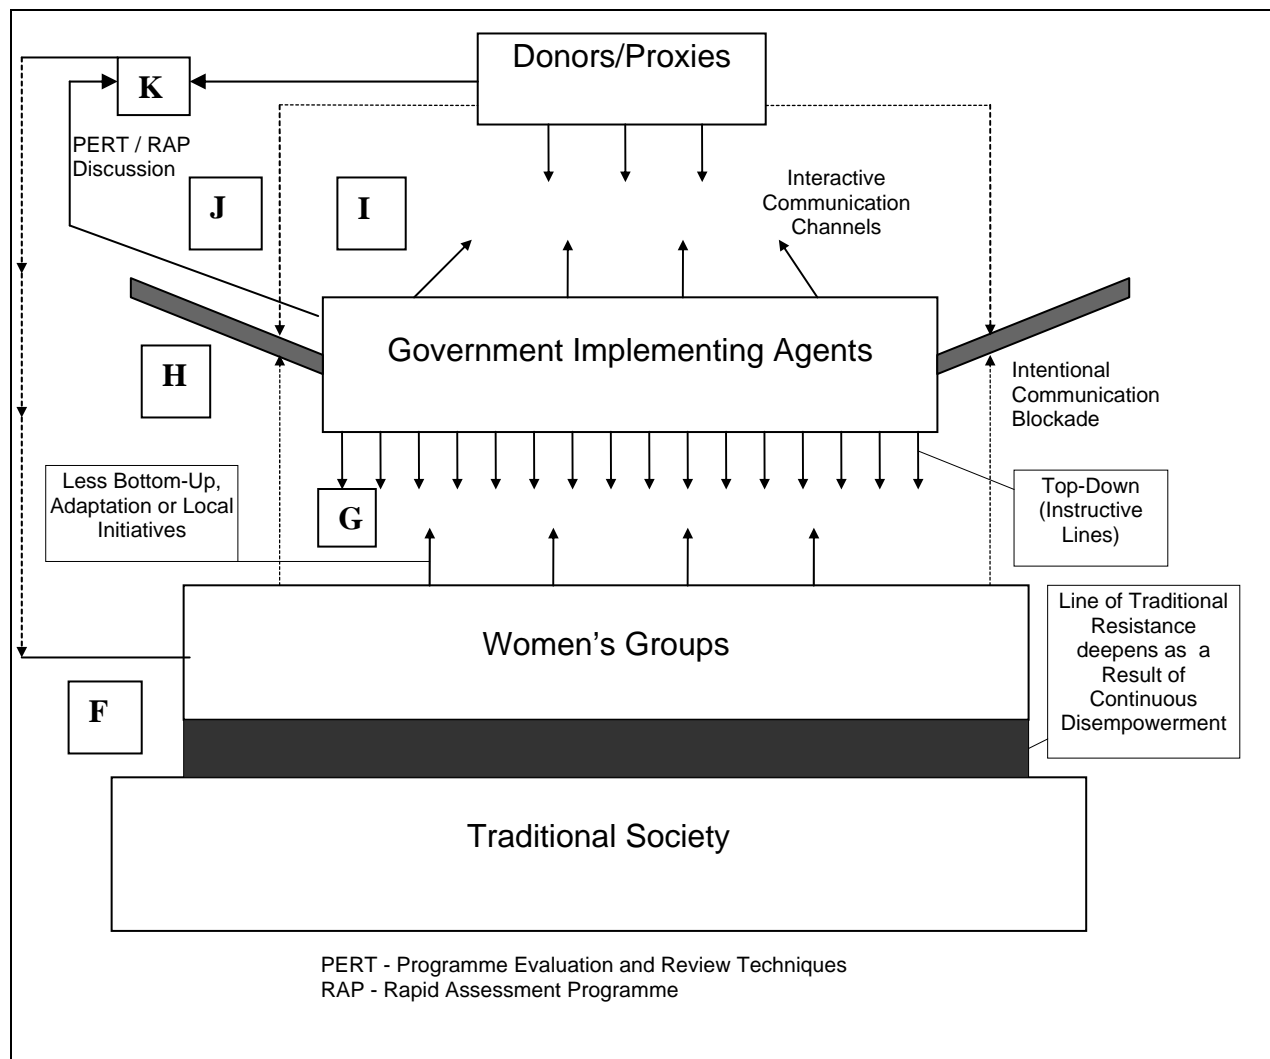 Donors/Proxies
K
PERT / RAP
Discussion
J
I
Interactive
Communication
Channels
Government Implementing Agents
H
Intentional
Communication
Blockade
Less Bottom-Up,
Adaptation or Local
Initiatives
G
Top-Down
(Instructive
Lines)
Women’s Groups
Line of Traditional
Resistance
deepens as a
Result of
Continuous
Disempowerment
F
Traditional Society
PERT - Programme Evaluation and Review Techniques
RAP - Rapid Assessment Programme